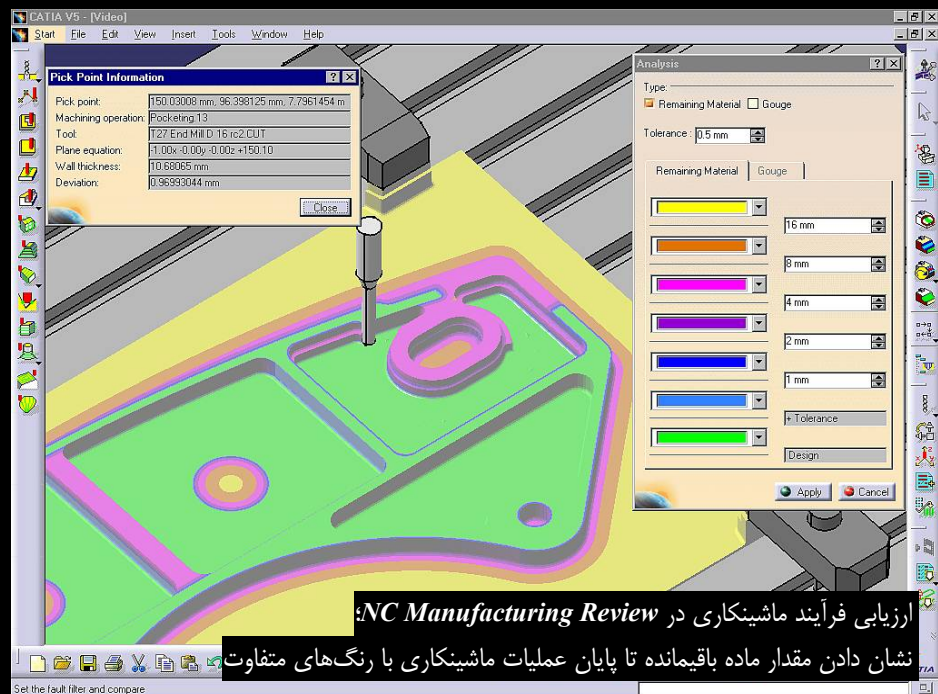 CATIA V5 - [Video]
Start File Edit View Insert Tools Window Help
Pick Point Information
Pick point: 150.03008 mm, 96.398125 mm, 7.7961454 m
Machining operation: Pocketing.13
Tool: T27 End Mill D 16 rc2.CUT
Plane equation: -1.00x -0.00y -0.00z +150.10
Wall thickness: 10.68065 mm
Deviation: 0.96993044 mm
Close
Analysis
Type:
Remaining Material Gouge
Tolerance : 0.5 mm
Remaining Material Gouge
16 mm
8 mm
4 mm
2 mm
1 mm
+ Tolerance
Design
Apply Cancel
ارزیابی فرآیند ماشینکاری در NC Manufacturing Review؛
نشان دادن مقدار ماده باقیمانده تا پایان عملیات ماشینکاری با رنگ‌های متفاوت
Set the fault filter and compare